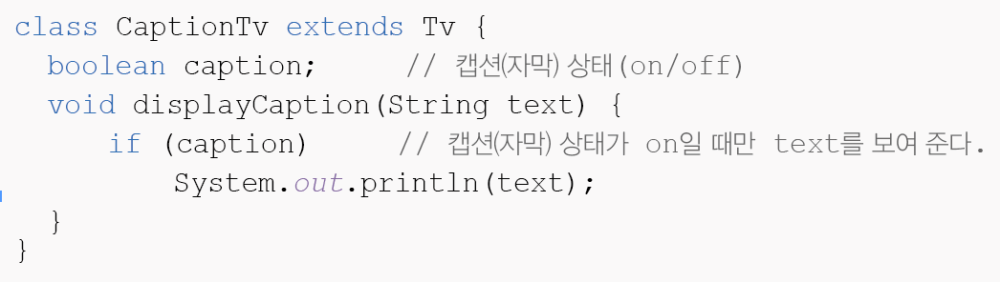 class CaptionTv extends Tv {
boolean caption; // 캡션(자막) 상태(on/off)
void displayCaption(String text) {
if (caption) // 캡션(자막) 상태가 on일 때만 text를 보여 준다.
System.out.println(text);
}
}